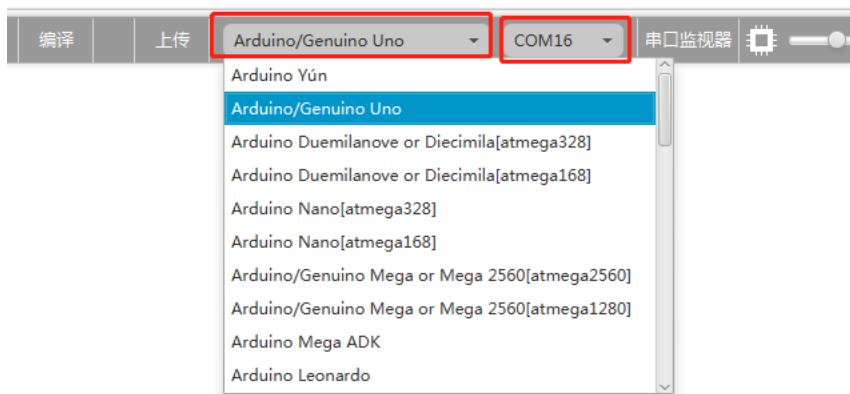 编译 上传 Arduino/Genuino Uno COM16 串口监视器
Arduino Yún
Arduino/Genuino Uno
Arduino Duemilanove or Diecimila[atmega328]
Arduino Duemilanove or Diecimila[atmega168]
Arduino Nano[atmega328]
Arduino Nano[atmega168]
Arduino/Genuino Mega or Mega 2560[atmega2560]
Arduino/Genuino Mega or Mega 2560[atmega1280]
Arduino Mega ADK
Arduino Leonardo